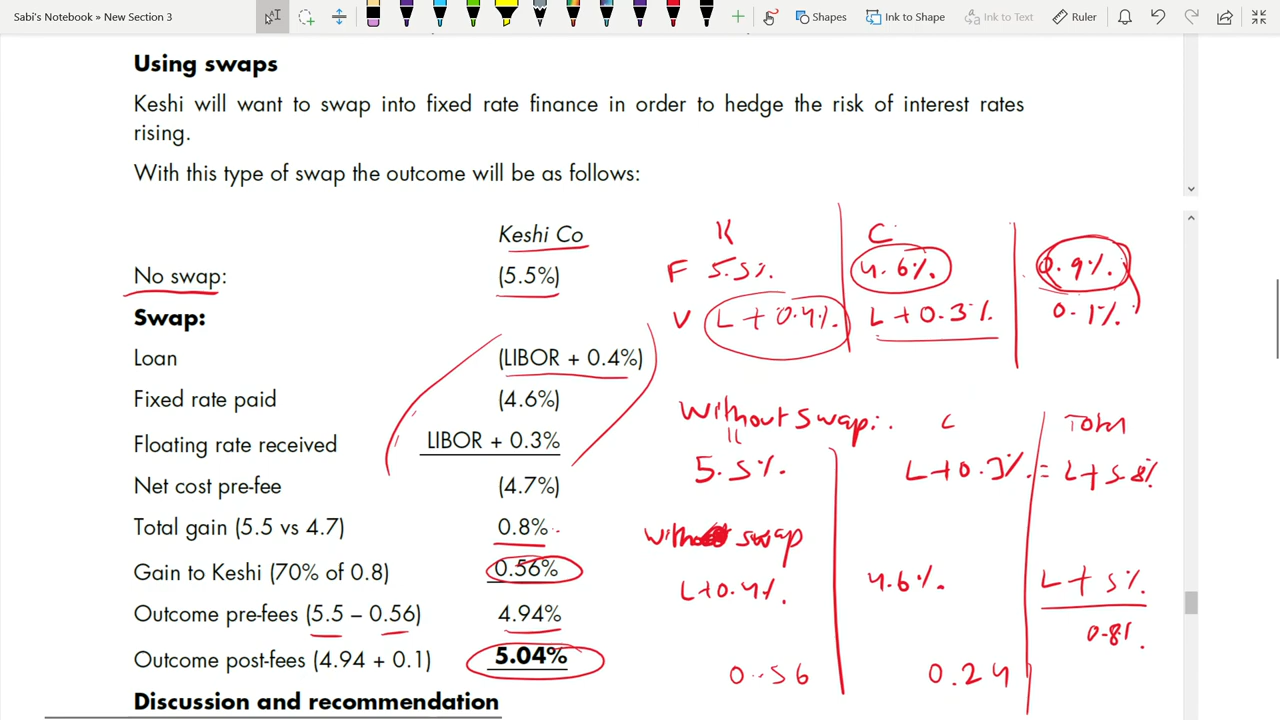 Sabi's Notebook » New Section 3
Shapes
Ink to Shape
Ink to Text
Ruler
Using swaps
Keshi will want to swap into fixed rate finance in order to hedge the risk of interest rates
rising.
With this type of swap the outcome will be as follows:
Keshi Co
No swap: (5.5%)
Swap:
Loan (LIBOR + 0.4%)
Fixed rate paid (4.6%)
Floating rate received LIBOR + 0.3%
Net cost pre-fee (4.7%)
Total gain (5.5 vs 4.7) 0.8%
Gain to Keshi (70% of 0.8) 0.56%
Outcome pre-fees (5.5 – 0.56) 4.94%
Outcome post-fees (4.94 + 0.1) 5.04%
Discussion and recommendation
K C
F 5.5%. 4.6%. 0.9%.
V L + 0.4%. L + 0.3%. 0.1%.
Without swap:
K C Total
5.5%. L+0.3%. = L+5.8%
swap
L+0.4%. 4.6%. L+5%.
0.8%.
0.56 0.24